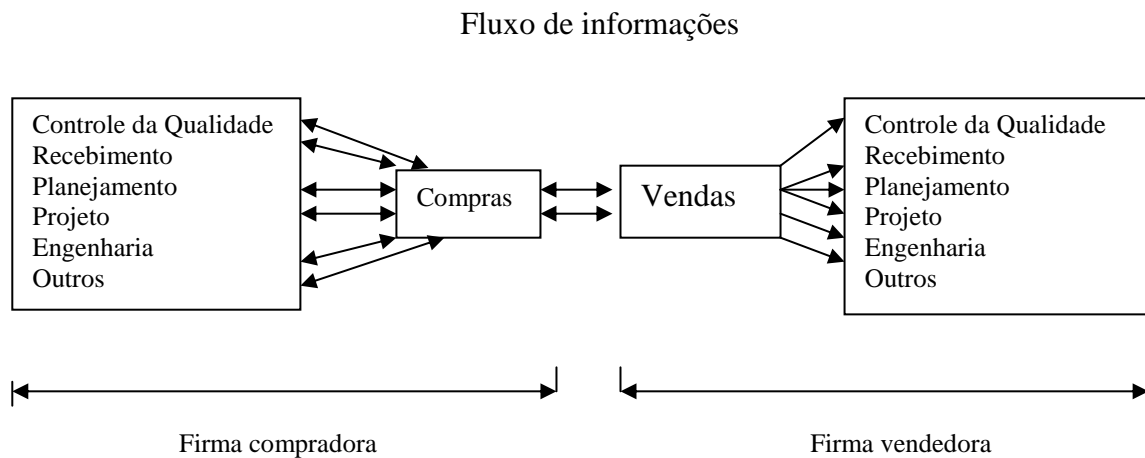 Fluxo de informações
Controle da Qualidade
Recebimento
Planejamento
Projeto
Engenharia
Outros
Compras
Vendas
Controle da Qualidade
Recebimento
Planejamento
Projeto
Engenharia
Outros
Firma compradora
Firma vendedora